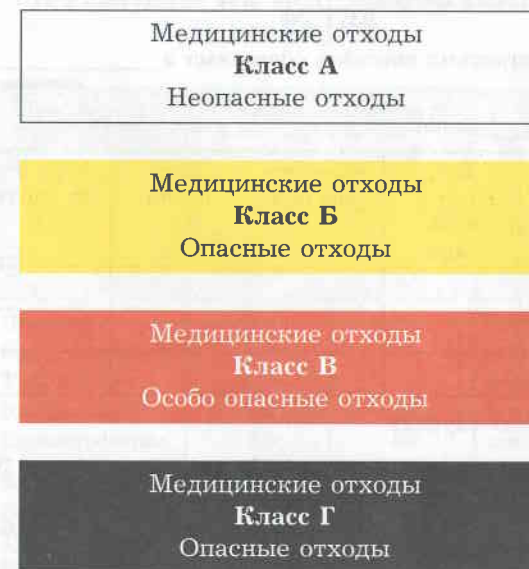 Медицинские отходы
Класс А
Неопасные отходы
Медицинские отходы
Класс Б
Опасные отходы
Медицинские отходы
Класс В
Особо опасные отходы
Медицинские отходы
Класс Г
Опасные отходы